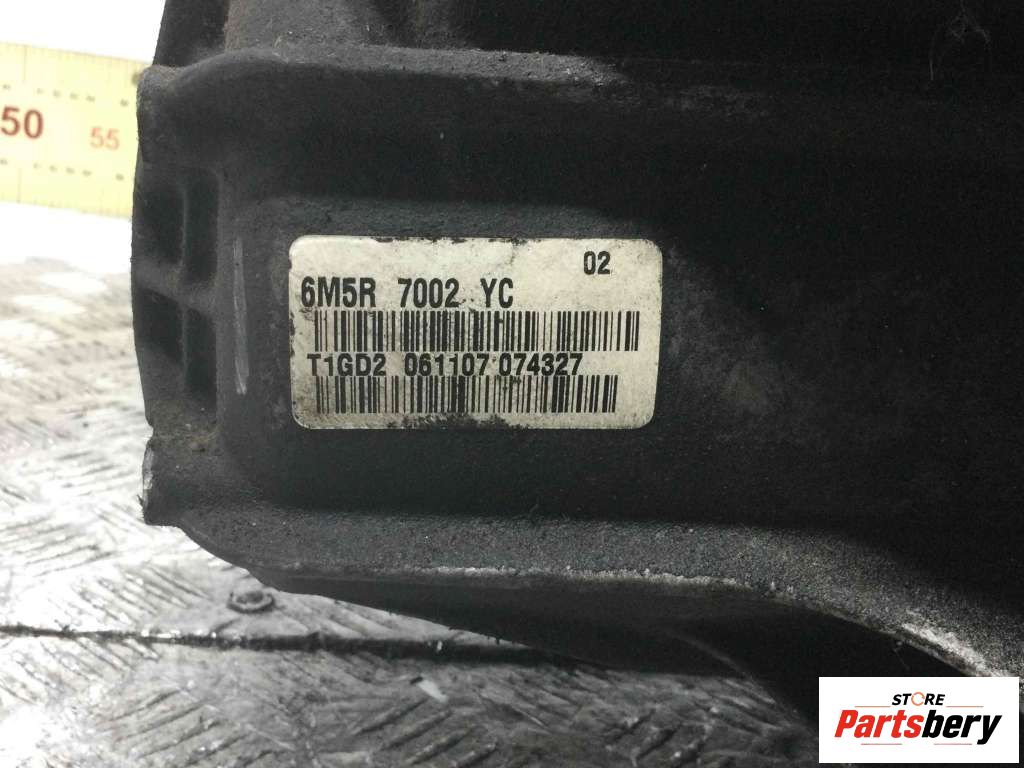 50 55
02
6M5R 7002 YC
T1GD2 061107 074327
STORE
Partsbery